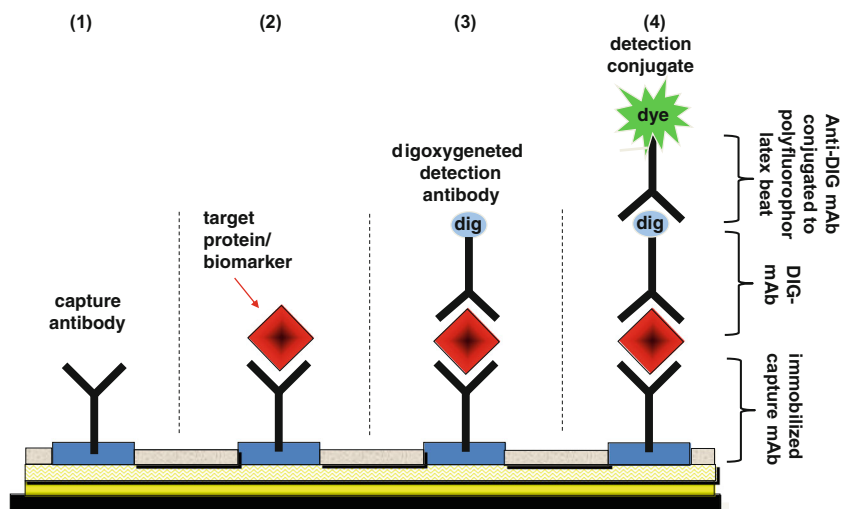 (1)
(2)
(3)
(4)
capture
antibody
target
protein/
biomarker
digoxygeneted
detection
antibody
dig
detection
conjugate
dye
dig
Anti-DIG mAb
conjugated to
polyfluorophor
latex beat
DIG-
mAb
immobilized
capture mAb